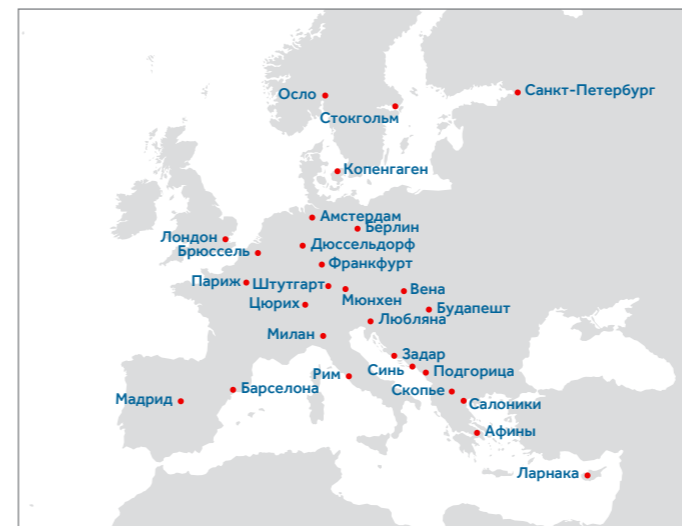 Санкт-Петербург
Осло
Стокгольм
Копенгаген
Амстердам
Берлин
Лондон
Дюссельдорф
Брюссель
Франкфурт
Париж
Штутгарт
Мюнхен
Вена
Цюрих
Будапешт
Любляна
Милан
Задар
Синь
Подгорица
Рим
Барселона
Скопье
Мадрид
Салоники
Афины
Ларнака